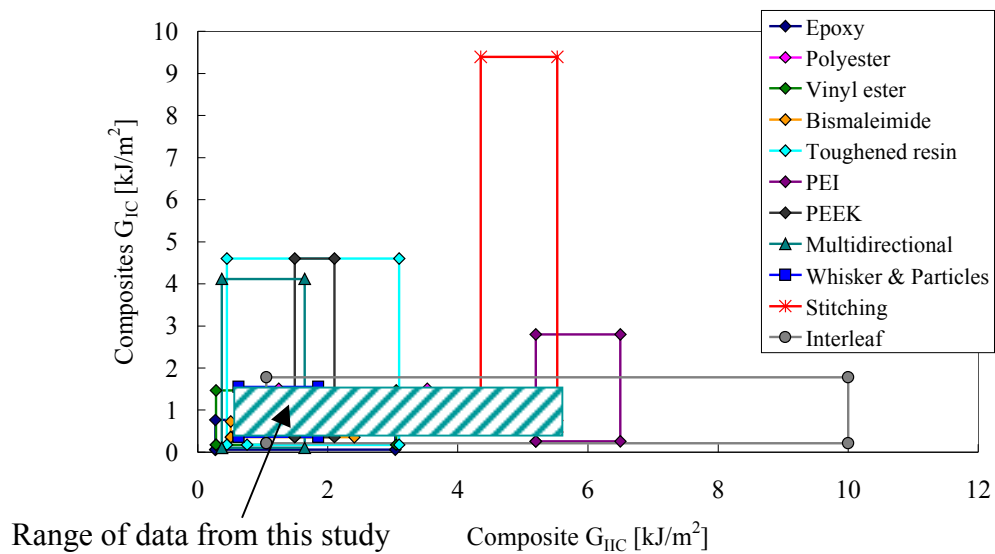 10
9
8
7
6
5
4
3
2
1
0
Composites G_IC [kJ/m²]
0 2 4 6 8 10 12
Composite G_IIC [kJ/m²]
Range of data from this study
Epoxy
Polyester
Vinyl ester
Bismaleimide
Toughened resin
PEI
PEEK
Multidirectional
Whisker & Particles
Stitching
Interleaf